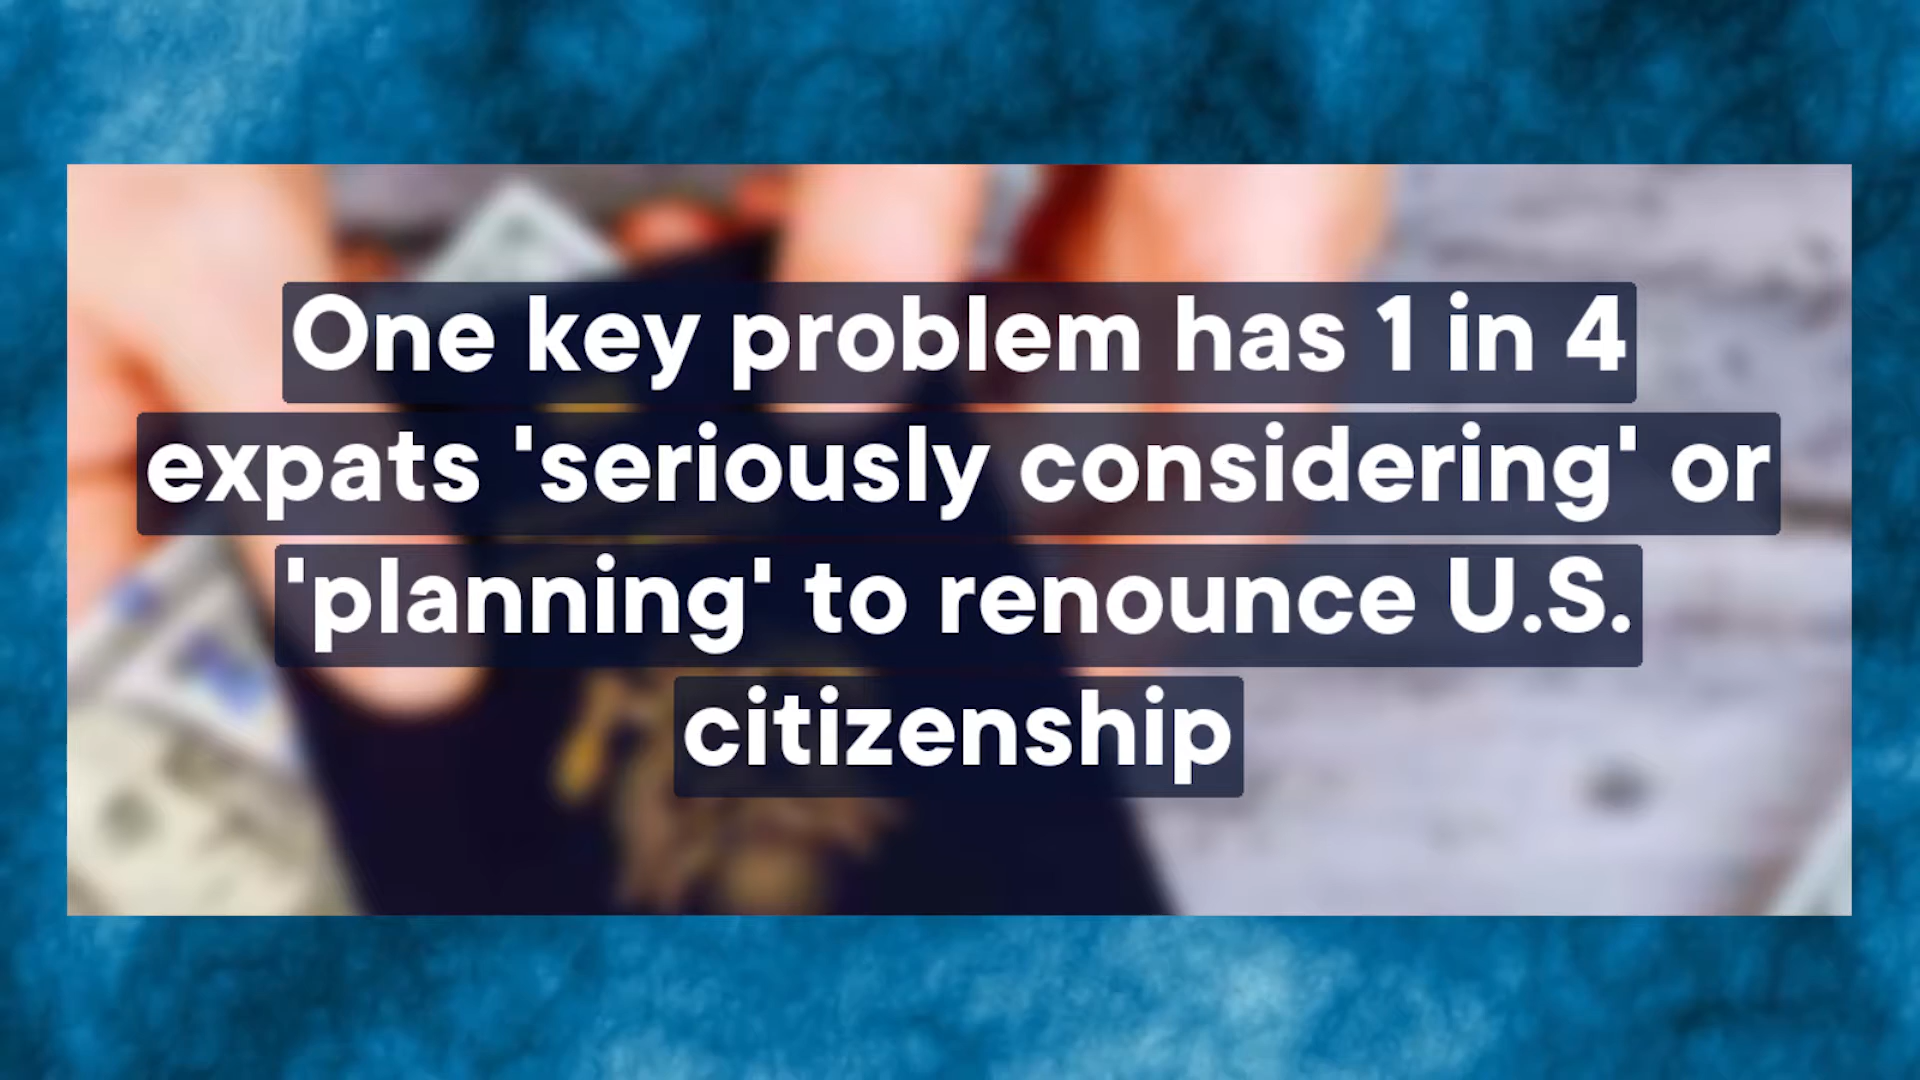 One key problem has 1 in 4
expats 'seriously considering' or
'planning' to renounce U.S.
citizenship